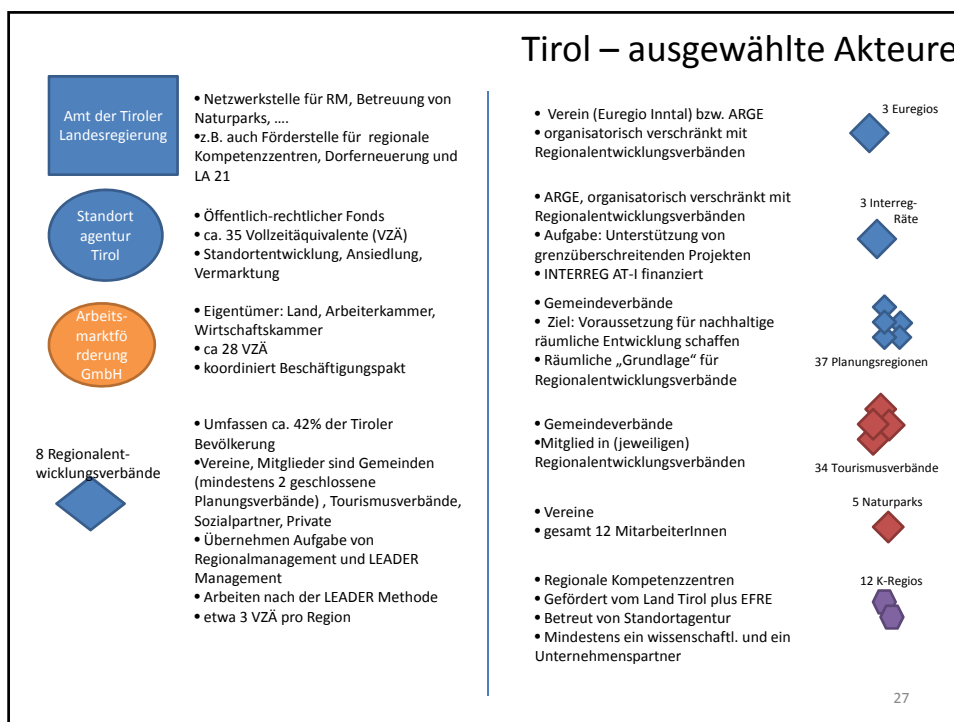 Tirol – ausgewählte Akteure
Amt der Tiroler
Landesregierung
• Netzwerkstelle für RM, Betreuung von
Naturparks, ....
•z.B. auch Förderstelle für regionale
Kompetenzzentren, Dorferneuerung und
LA 21
Standort
agentur
Tirol
• Öffentlich-rechtlicher Fonds
• ca. 35 Vollzeitäquivalente (VZÄ)
• Standortentwicklung, Ansiedlung,
Vermarktung
Arbeits-
marktfö
rderung
GmbH
• Eigentümer: Land, Arbeiterkammer,
Wirtschaftskammer
• ca 28 VZÄ
• koordiniert Beschäftigungspakt
8 Regionalent-
wicklungsverbände
• Umfassen ca. 42% der Tiroler
Bevölkerung
•Vereine, Mitglieder sind Gemeinden
(mindestens 2 geschlossene
Planungsverbände) , Tourismusverbände,
Sozialpartner, Private
• Übernehmen Aufgabe von
Regionalmanagement und LEADER
Management
• Arbeiten nach der LEADER Methode
• etwa 3 VZÄ pro Region
• Verein (Euregio Inntal) bzw. ARGE
• organisatorisch verschränkt mit
Regionalentwicklungsverbänden
3 Euregios
• ARGE, organisatorisch verschränkt mit
Regionalentwicklungsverbänden
• Aufgabe: Unterstützung von
grenzüberschreitenden Projekten
• INTERREG AT-I finanziert
3 Interreg-
Räte
• Gemeindeverbände
• Ziel: Voraussetzung für nachhaltige
räumliche Entwicklung schaffen
• Räumliche „Grundlage“ für
Regionalentwicklungsverbände
37 Planungsregionen
• Gemeindeverbände
•Mitglied in (jeweiligen)
Regionalentwicklungsverbänden
34 Tourismusverbände
• Vereine
• gesamt 12 MitarbeiterInnen
5 Naturparks
• Regionale Kompetenzzentren
• Gefördert vom Land Tirol plus EFRE
• Betreut von Standortagentur
• Mindestens ein wissenschaftl. und ein
Unternehmenspartner
12 K-Regios
27